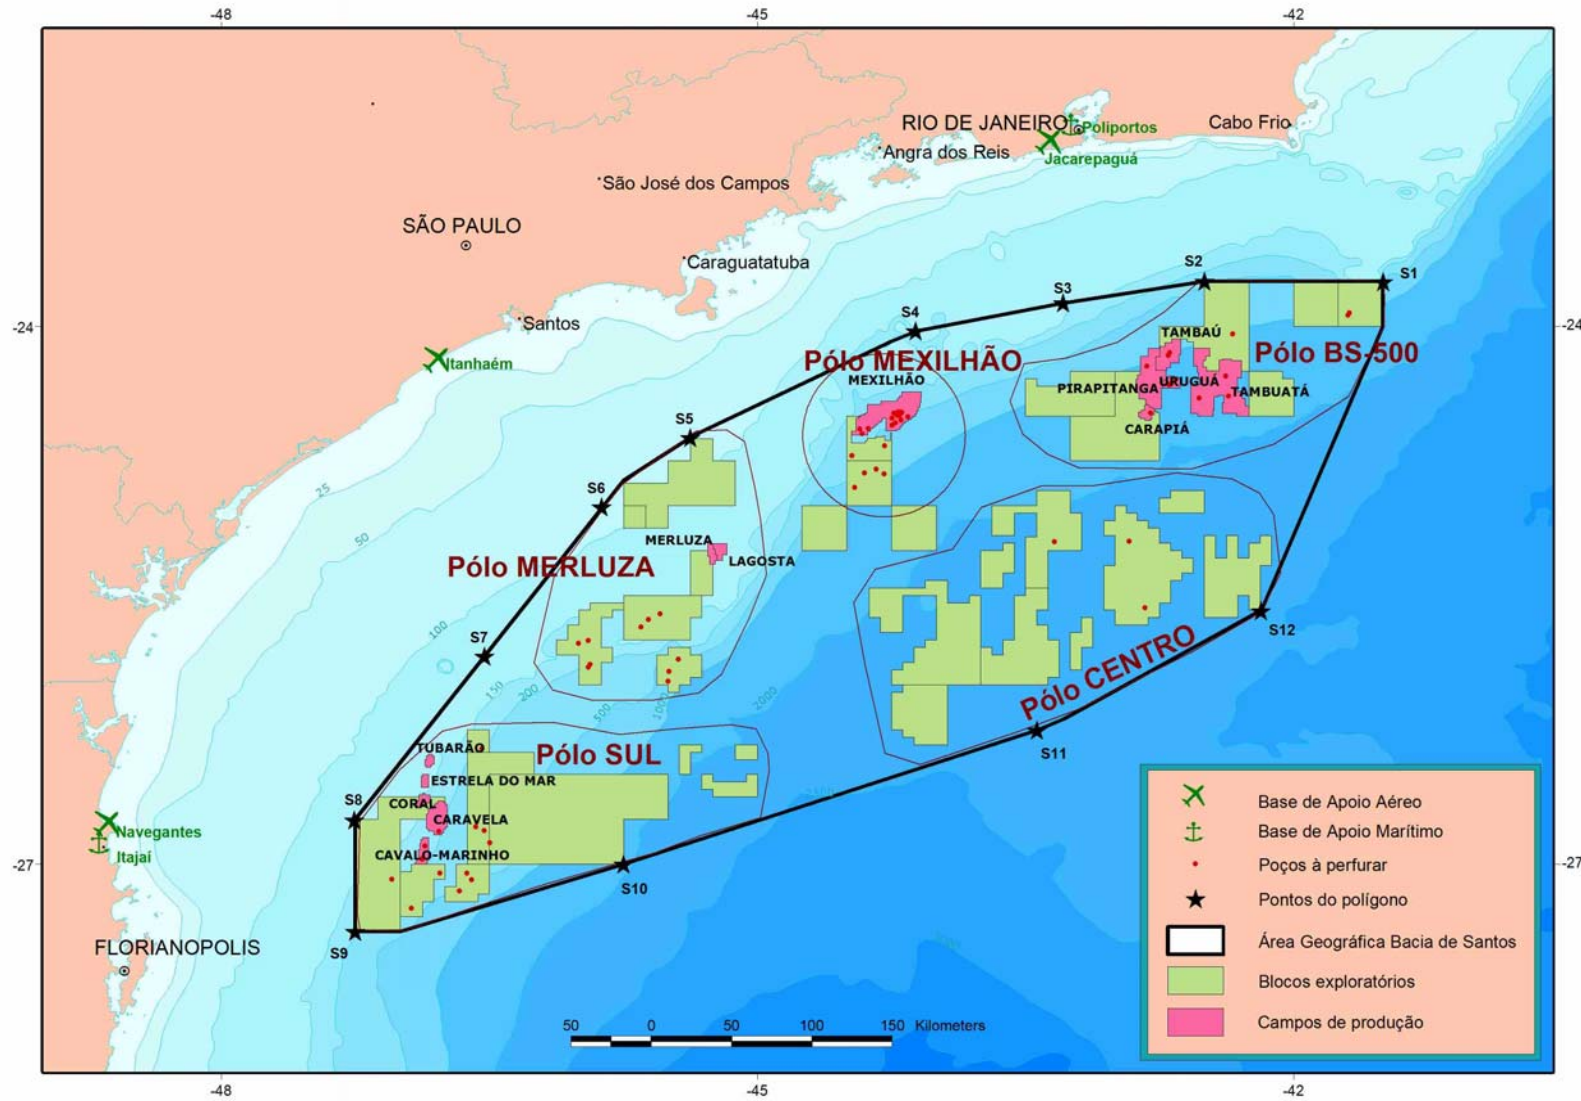 -48
-45
-42
RIO DE JANEIRO
Poliportos
Cabo Frio
Angra dos Reis
Jacarepaguá
São José dos Campos
SÃO PAULO
Caraguatatuba
S2
S1
S3
S4
-24
-24
Santos
Itanhaém
TAMBAÚ
Pólo BS-500
Pólo MEXILHÃO
MEXILHÃO
PIRAPITANGA
URUGUÁ
TAMBUATÁ
CARAPIÁ
S5
S6
25
50
MERLUZA
LAGOSTA
Pólo MERLUZA
100
S7
S12
Pólo CENTRO
150
200
500
1000
2000
S11
TUBARÃO
Pólo SUL
ESTRELA DO MAR
CORAL
CARAVELA
S8
Navegantes
Itajaí
CAVALO-MARINHO
-27
-27
S10
S9
FLORIANOPOLIS
Base de Apoio Aéreo
Base de Apoio Marítimo
Poços à perfurar
Pontos do polígono
Área Geográfica Bacia de Santos
Blocos exploratórios
Campos de produção
50 0 50 100 150 Kilometers
-48
-45
-42